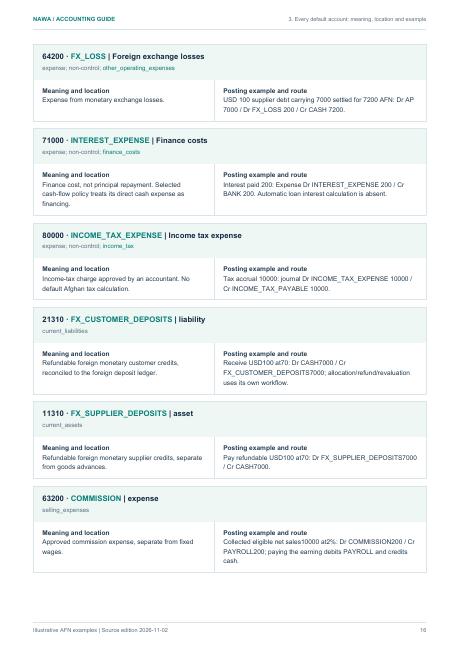 NAWA / ACCOUNTING GUIDE
3. Every default account: meaning, location and example
64200 · FX_LOSS | Foreign exchange losses
expense; non-control; other_operating_expenses
Meaning and location
Expense from monetary exchange losses.
Posting example and route
USD 100 supplier debt carrying 7000 settled for 7200 AFN: Dr AP
7000 / Dr FX_LOSS 200 / Cr CASH 7200.
71000 · INTEREST_EXPENSE | Finance costs
expense; non-control; finance_costs
Meaning and location
Finance cost, not principal repayment. Selected
cash-flow policy treats its direct cash expense as
financing.
Posting example and route
Interest paid 200: Expense Dr INTEREST_EXPENSE 200 / Cr
BANK 200. Automatic loan interest calculation is absent.
80000 · INCOME_TAX_EXPENSE | Income tax expense
expense; non-control; income_tax
Meaning and location
Income-tax charge approved by an accountant. No
default Afghan tax calculation.
Posting example and route
Tax accrual 10000: journal Dr INCOME_TAX_EXPENSE 10000 /
Cr INCOME_TAX_PAYABLE 10000.
21310 · FX_CUSTOMER_DEPOSITS | liability
current_liabilities
Meaning and location
Refundable foreign monetary customer credits,
reconciled to the foreign deposit ledger.
Posting example and route
Receive USD100 at70: Dr CASH7000 / Cr
FX_CUSTOMER_DEPOSITS7000; allocation/refund/revaluation
uses its own workflow.
11310 · FX_SUPPLIER_DEPOSITS | asset
current_assets
Meaning and location
Refundable foreign monetary supplier credits, separate
from goods advances.
Posting example and route
Pay refundable USD100 at70: Dr FX_SUPPLIER_DEPOSITS7000
/ Cr CASH7000.
63200 · COMMISSION | expense
selling_expenses
Meaning and location
Approved commission expense, separate from fixed
wages.
Posting example and route
Collected eligible net sales10000 at2%: Dr COMMISSION200 / Cr
PAYROLL200; paying the earning debits PAYROLL and credits
cash.
Illustrative AFN examples | Source edition 2026-11-02
16